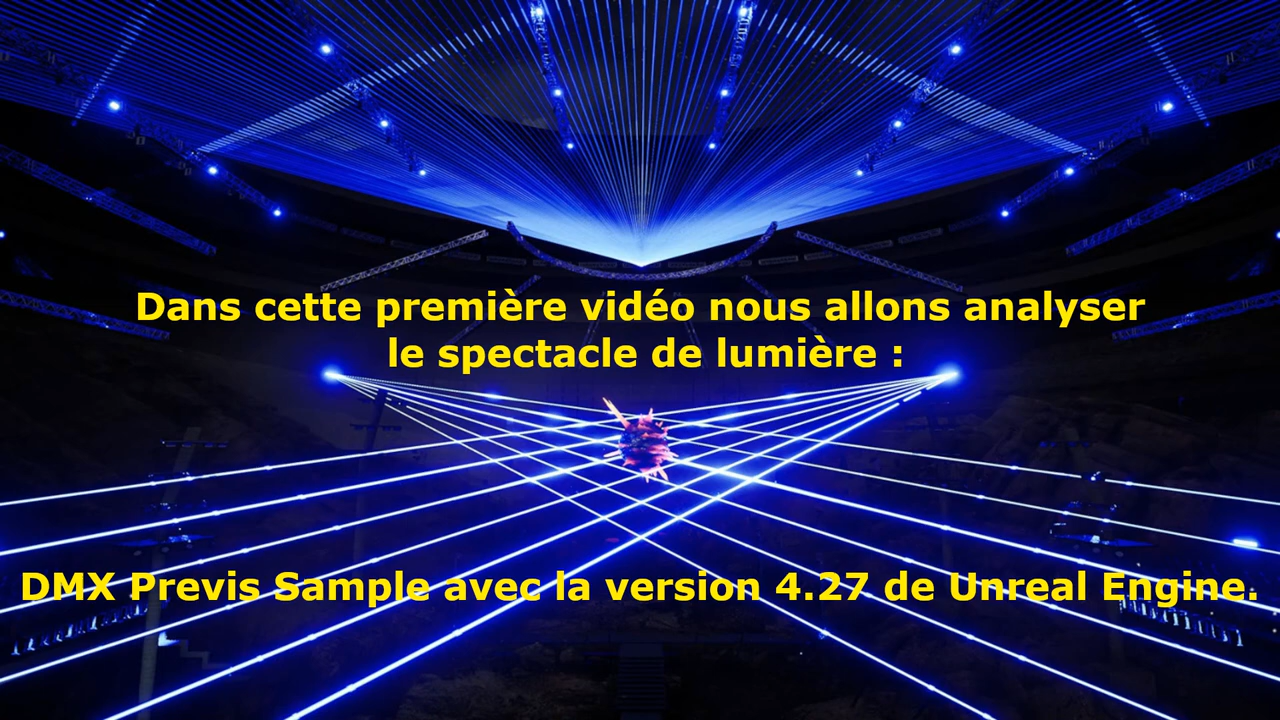 Dans cette première vidéo nous allons analyser
le spectacle de lumière :
DMX Previs Sample avec la version 4.27 de Unreal Engine.